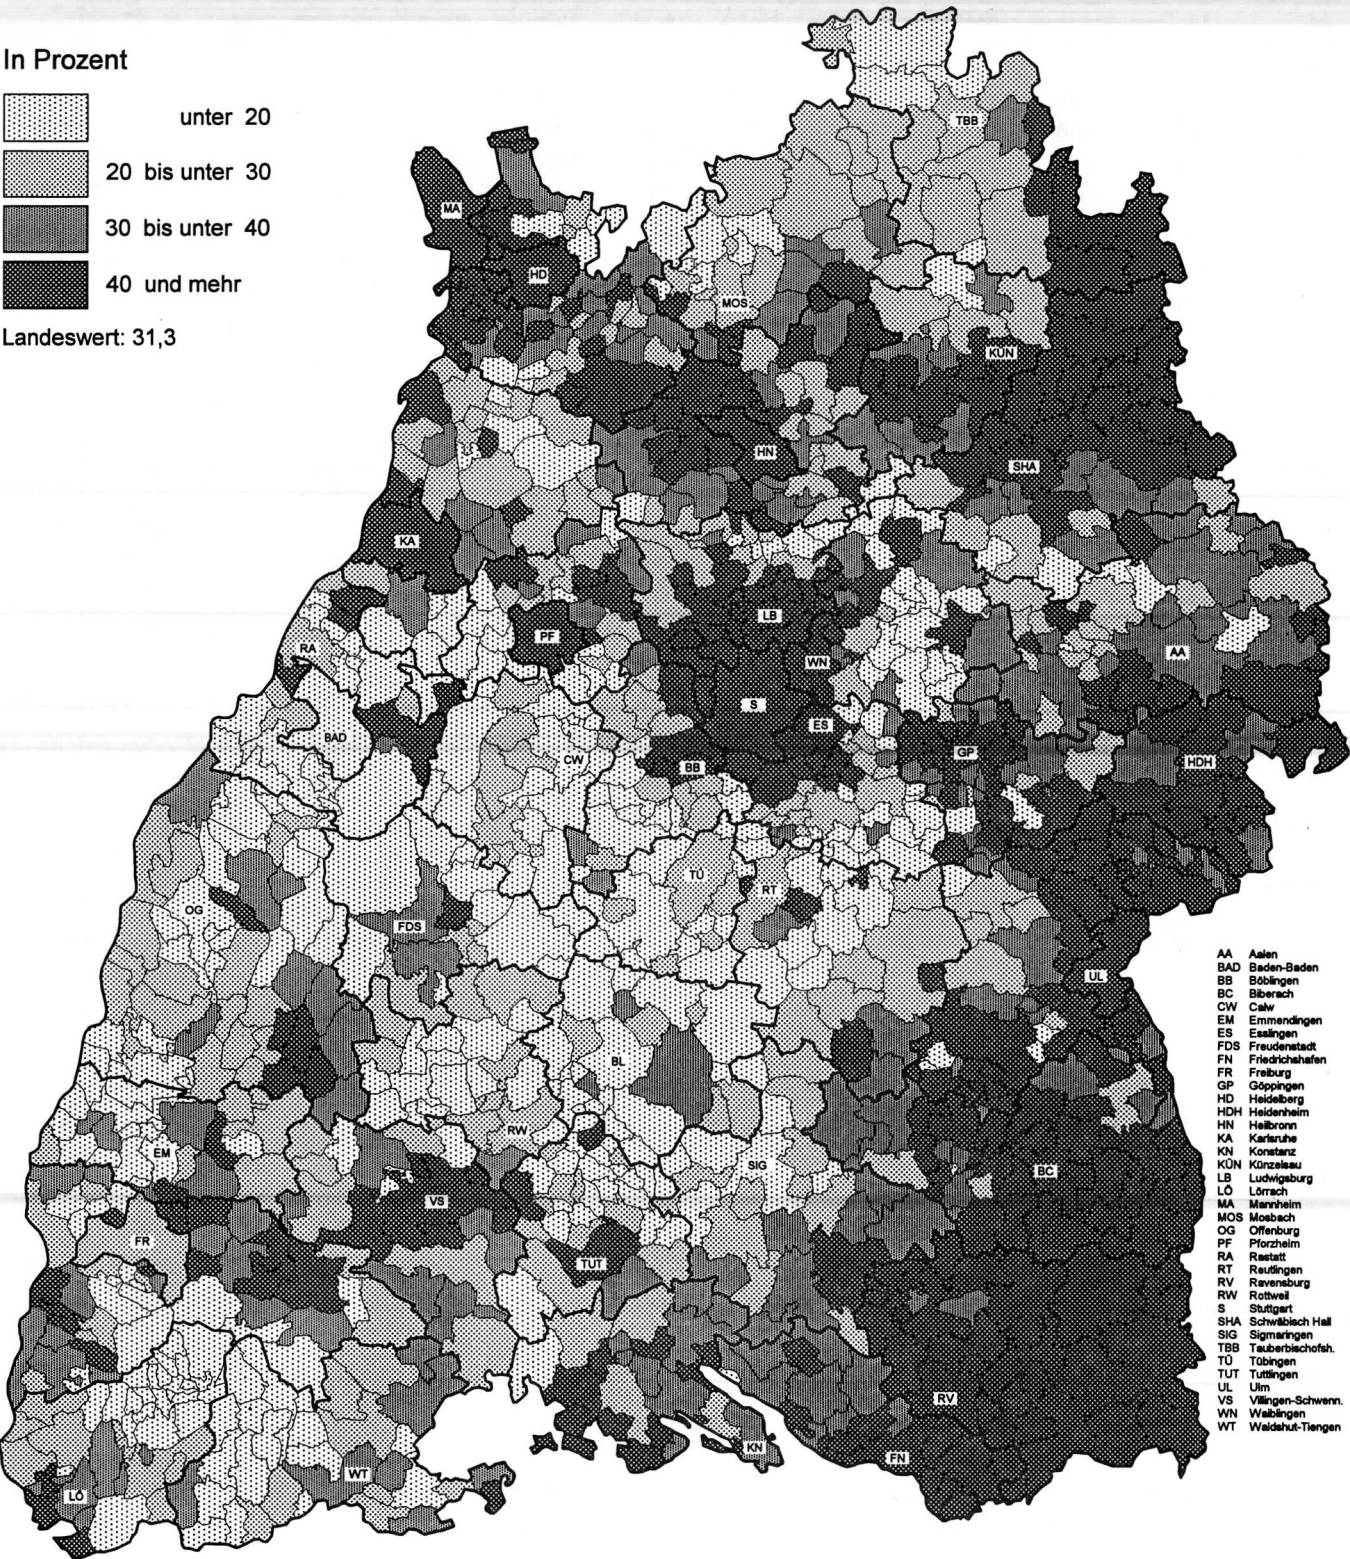 In Prozent
unter 20
20 bis unter 30
30 bis unter 40
40 und mehr
Landeswert: 31,3
TBB
MA
HD
MOS
KÜN
HN
SHA
KA
LB
PF
RA
WN
AA
S
BAD
ES
CW
BB
GP
HDH
TÜ
RT
OG
FDS
UL
BL
RW
EM
SIG
BC
VS
FR
TUT
RV
KN
FN
WT
LÖ
AA Aalen
BAD Baden-Baden
BB Böblingen
BC Biberach
CW Calw
EM Emmendingen
ES Esslingen
FDS Freudenstadt
FN Friedrichshafen
FR Freiburg
GP Göppingen
HD Heidelberg
HDH Heidenheim
HN Heilbronn
KA Karlsruhe
KN Konstanz
KÜN Künzelsau
LB Ludwigsburg
LÖ Lörrach
MA Mannheim
MOS Mosbach
OG Offenburg
PF Pforzheim
RA Rastatt
RT Reutlingen
RV Ravensburg
RW Rottweil
S Stuttgart
SHA Schwäbisch Hall
SIG Sigmaringen
TBB Tauberbischofsh.
TÜ Tübingen
TUT Tuttlingen
UL Ulm
VS Villingen-Schwenn.
WN Waiblingen
WT Waldshut-Tiengen